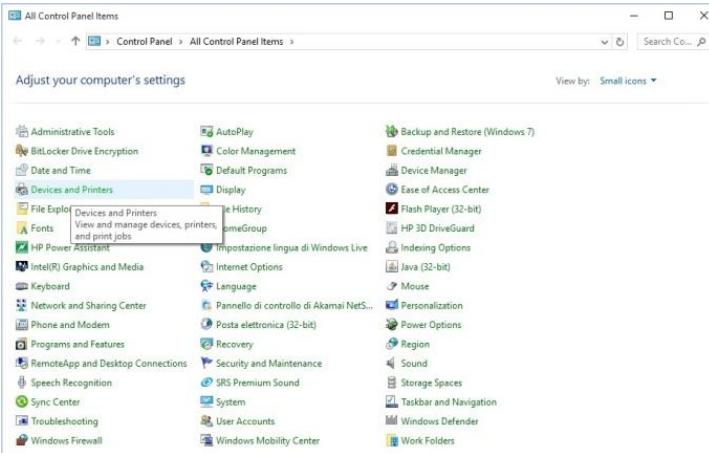 All Control Panel Items
Control Panel > All Control Panel Items >
Search Co...
Adjust your computer's settings
View by: Small icons
Administrative Tools
AutoPlay
Backup and Restore (Windows 7)
BitLocker Drive Encryption
Color Management
Credential Manager
Date and Time
Default Programs
Device Manager
Devices and Printers
Display
Ease of Access Center
File Explo
le History
Flash Player (32-bit)
Devices and Printers
View and manage devices, printers,
and print jobs
Fonts
meGroup
HP 3D DriveGuard
HP Power Assistant
Impostazione lingua di Windows Live
Indexing Options
Intel(R) Graphics and Media
Internet Options
Java (32-bit)
Keyboard
Language
Mouse
Network and Sharing Center
Pannello di controllo di Akamai NetS...
Personalization
Phone and Modem
Posta elettronica (32-bit)
Power Options
Programs and Features
Recovery
Region
RemoteApp and Desktop Connections
Security and Maintenance
Sound
Speech Recognition
SRS Premium Sound
Storage Spaces
Sync Center
System
Taskbar and Navigation
Troubleshooting
User Accounts
Windows Defender
Windows Firewall
Windows Mobility Center
Work Folders